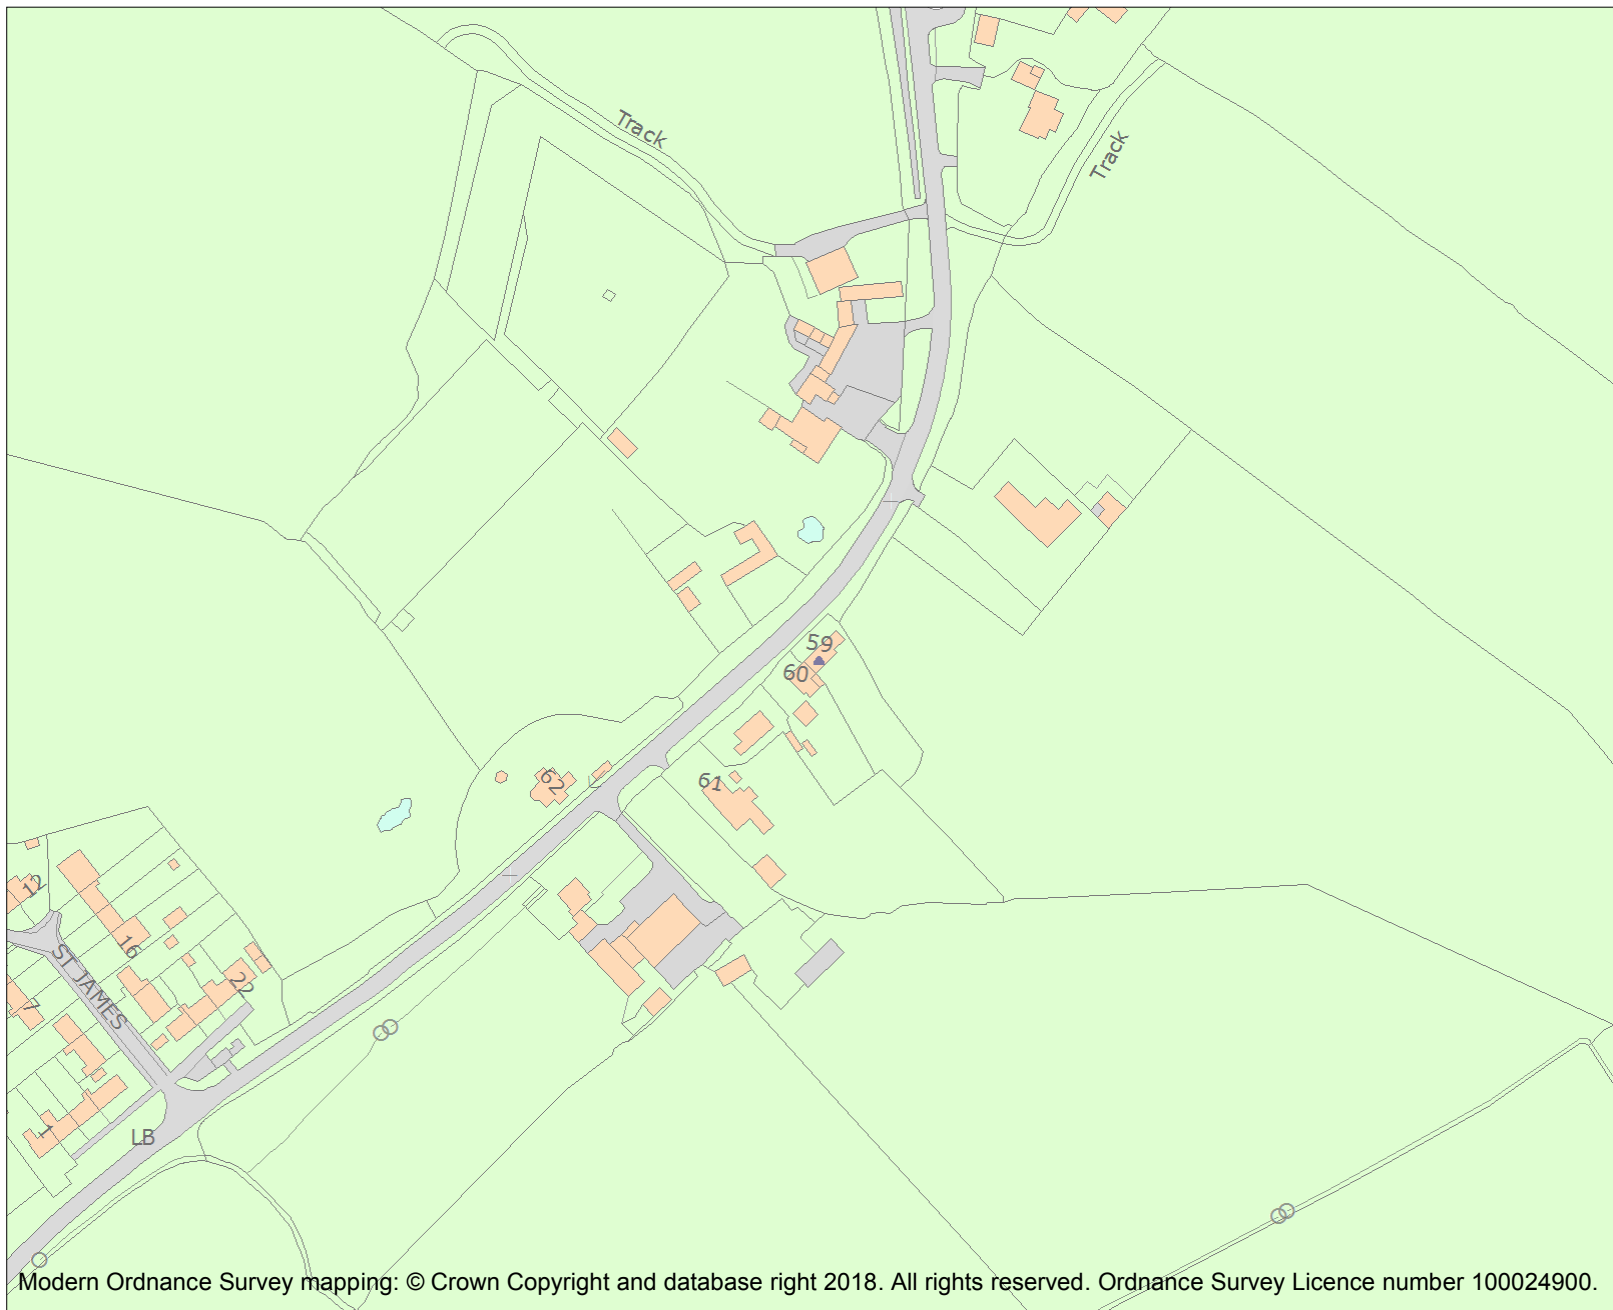 Track
Track
59
60
62
61
12
16
ST JAMES
22
7
1
LB
Modern Ordnance Survey mapping: © Crown Copyright and database right 2018. All rights reserved. Ordnance Survey Licence number 100024900.